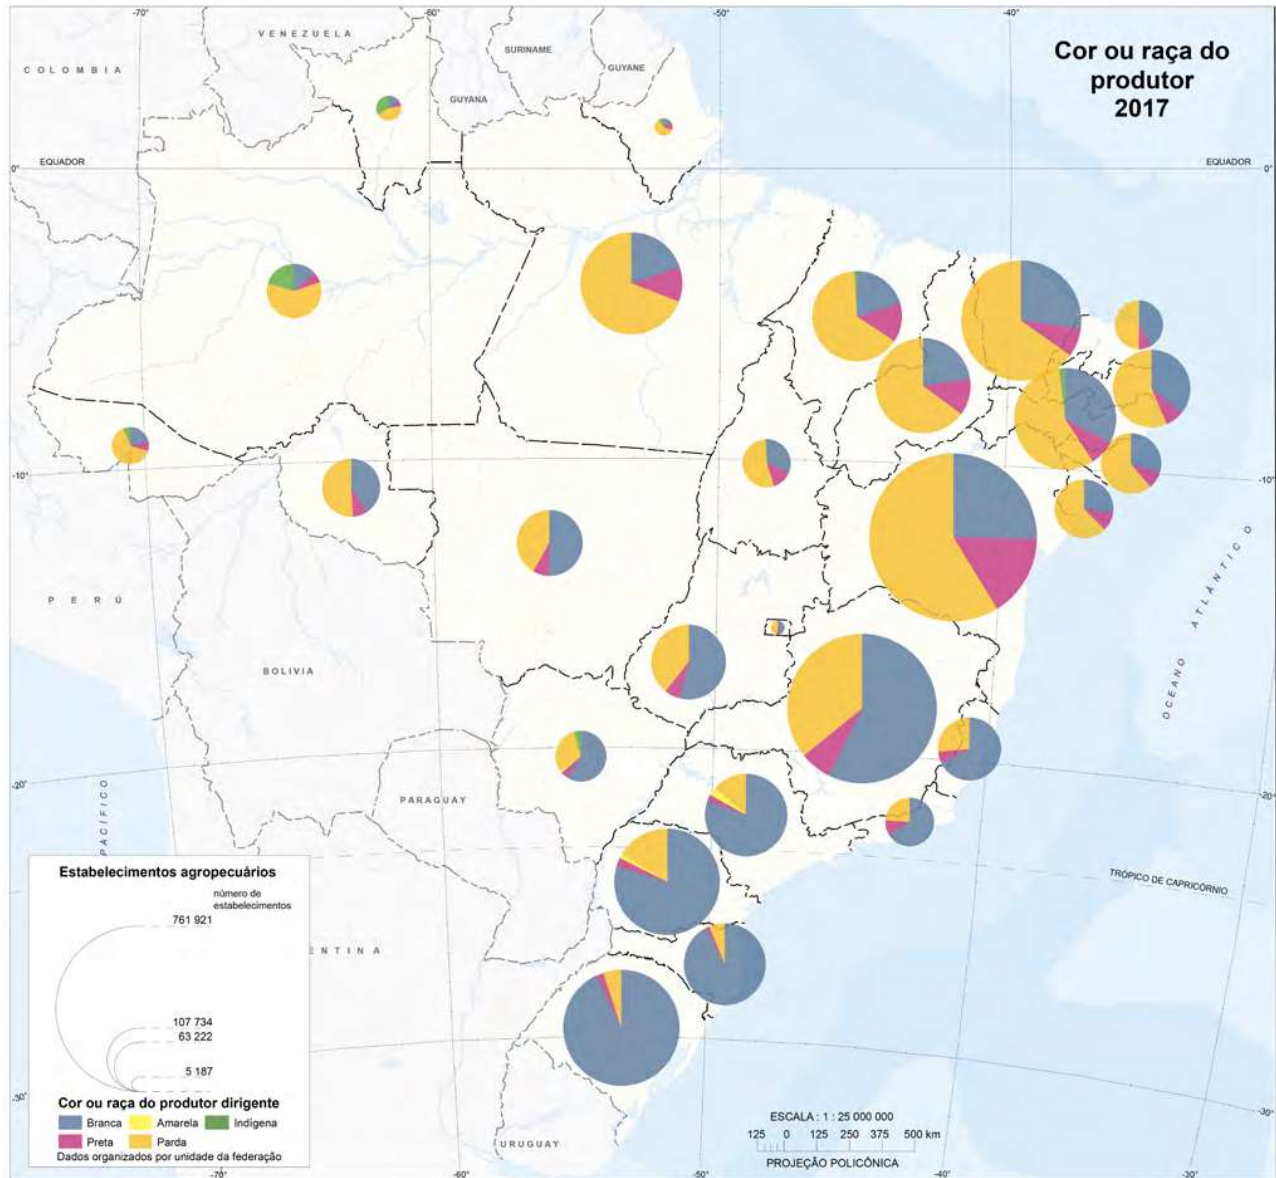 -70°
-60°
-50°
-40°
VENEZUELA
COLOMBIA
SURINAME
GUYANE
GUYANA
Cor ou raça do
produtor
2017
EQUADOR
EQUADOR
0°
0°
-10°
-10°
PERÚ
BOLIVIA
OCEANO ATLÂNTICO
-20°
-20°
PARAGUAY
PACÍFICO
TRÓPICO DE CAPRICÓRNIO
ENTINA
Estabelecimentos agropecuários
número de
estabelecimentos
761 921
107 734
63 222
5 187
Cor ou raça do produtor dirigente
Branca Amarela Indígena
Preta Parda
Dados organizados por unidade da federação
-30°
-30°
URUGUAY
ESCALA : 1 : 25 000 000
125 0 125 250 375 500 km
PROJEÇÃO POLICÔNICA
-70°
-60°
-50°
-40°
-30°